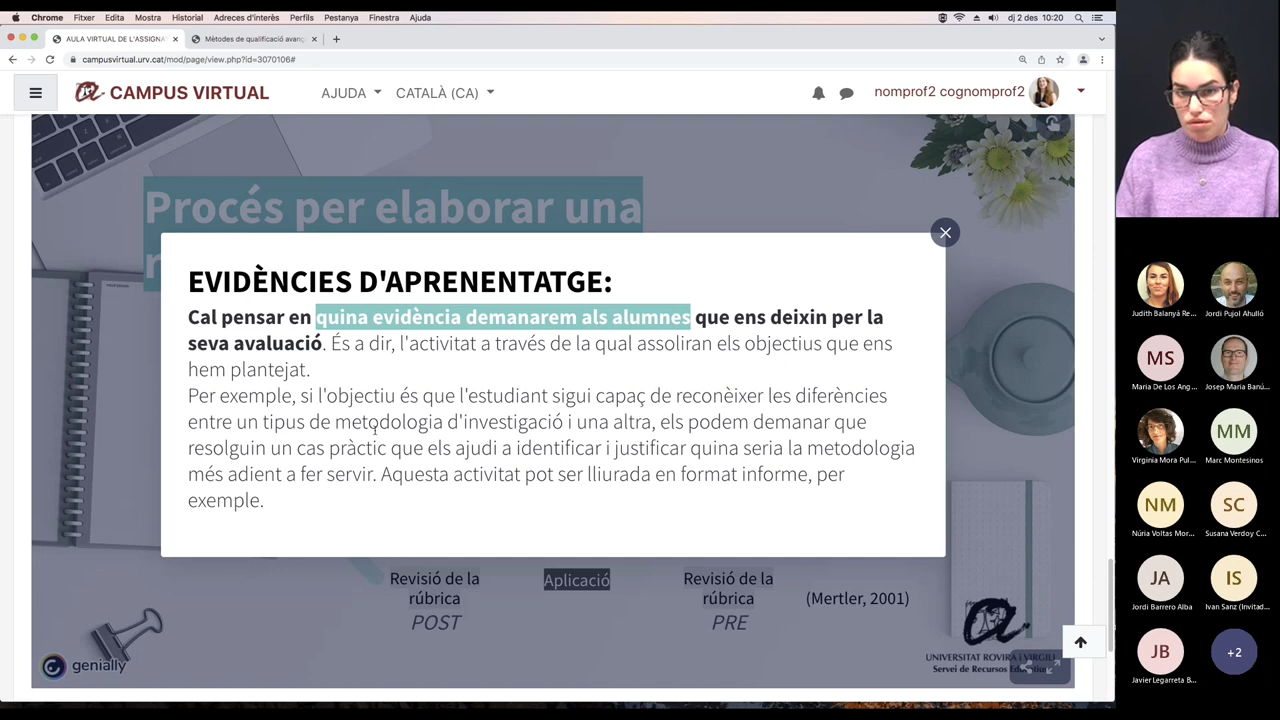 Chrome Fitxer Edita Mostra Historial Adreces d'interès Perfils Pestanya Finestra Ajuda dj 2 des 10:20
AULA VIRTUAL DE L'ASSIGNA
Mètodes de qualificació avanç
campusvirtual.urv.cat/mod/page/view.php?id=3070106#
CAMPUS VIRTUAL
AJUDA
CATALÀ (CA)
nomprof2 cognomprof2
Procés per elaborar una
EVIDÈNCIES D'APRENENTATGE:
Cal pensar en quina evidència demanarem als alumnes que ens deixin per la
seva avaluació. És a dir, l'activitat a través de la qual assoliran els objectius que ens
hem plantejat.
Per exemple, si l'objectiu és que l'estudiant sigui capaç de reconèixer les diferències
entre un tipus de metodologia d'investigació i una altra, els podem demanar que
resolguin un cas pràctic que els ajudi a identificar i justificar quina seria la metodologia
més adient a fer servir. Aquesta activitat pot ser lliurada en format informe, per
exemple.
Revisió de la
rúbrica
POST
Aplicació
Revisió de la
rúbrica
PRE
(Mertler, 2001)
genially
UNIVERSITAT ROVIRA i VIRGILI
Servei de Recursos
Judith Balanyà Re...
Jordi Pujol Ahulló
MS
Maria De Los Ang...
Josep Maria Banú...
Virginia Mora Pul...
MM
Marc Montesinos
NM
Núria Voltas Mor...
SC
Susana Verdoy C...
JA
Jordi Barrero Alba
IS
Ivan Sanz (Invitad...
JB
Javier Legarreta B...
+2